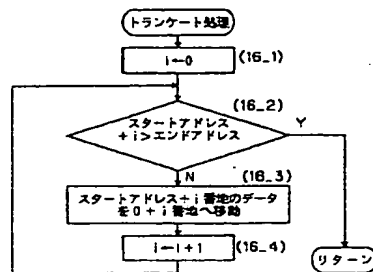 トランケート処理
i←0
(16_1)
(16_2)
スタートアドレス
+i>エンドアドレス
Y
N
(16_3)
スタートアドレス+i番地のデータ
を0+i番地へ移動
i←i+1
(16_4)
リターン